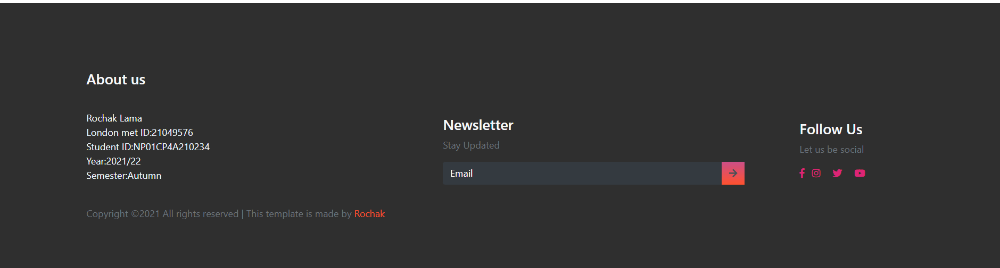 About us
Rochak Lama
London met ID:21049576
Student ID:NP01CP4A210234
Year:2021/22
Semester:Autumn
Copyright ©2021 All rights reserved | This template is made by Rochak
Newsletter
Stay Updated
Email
Follow Us
Let us be social